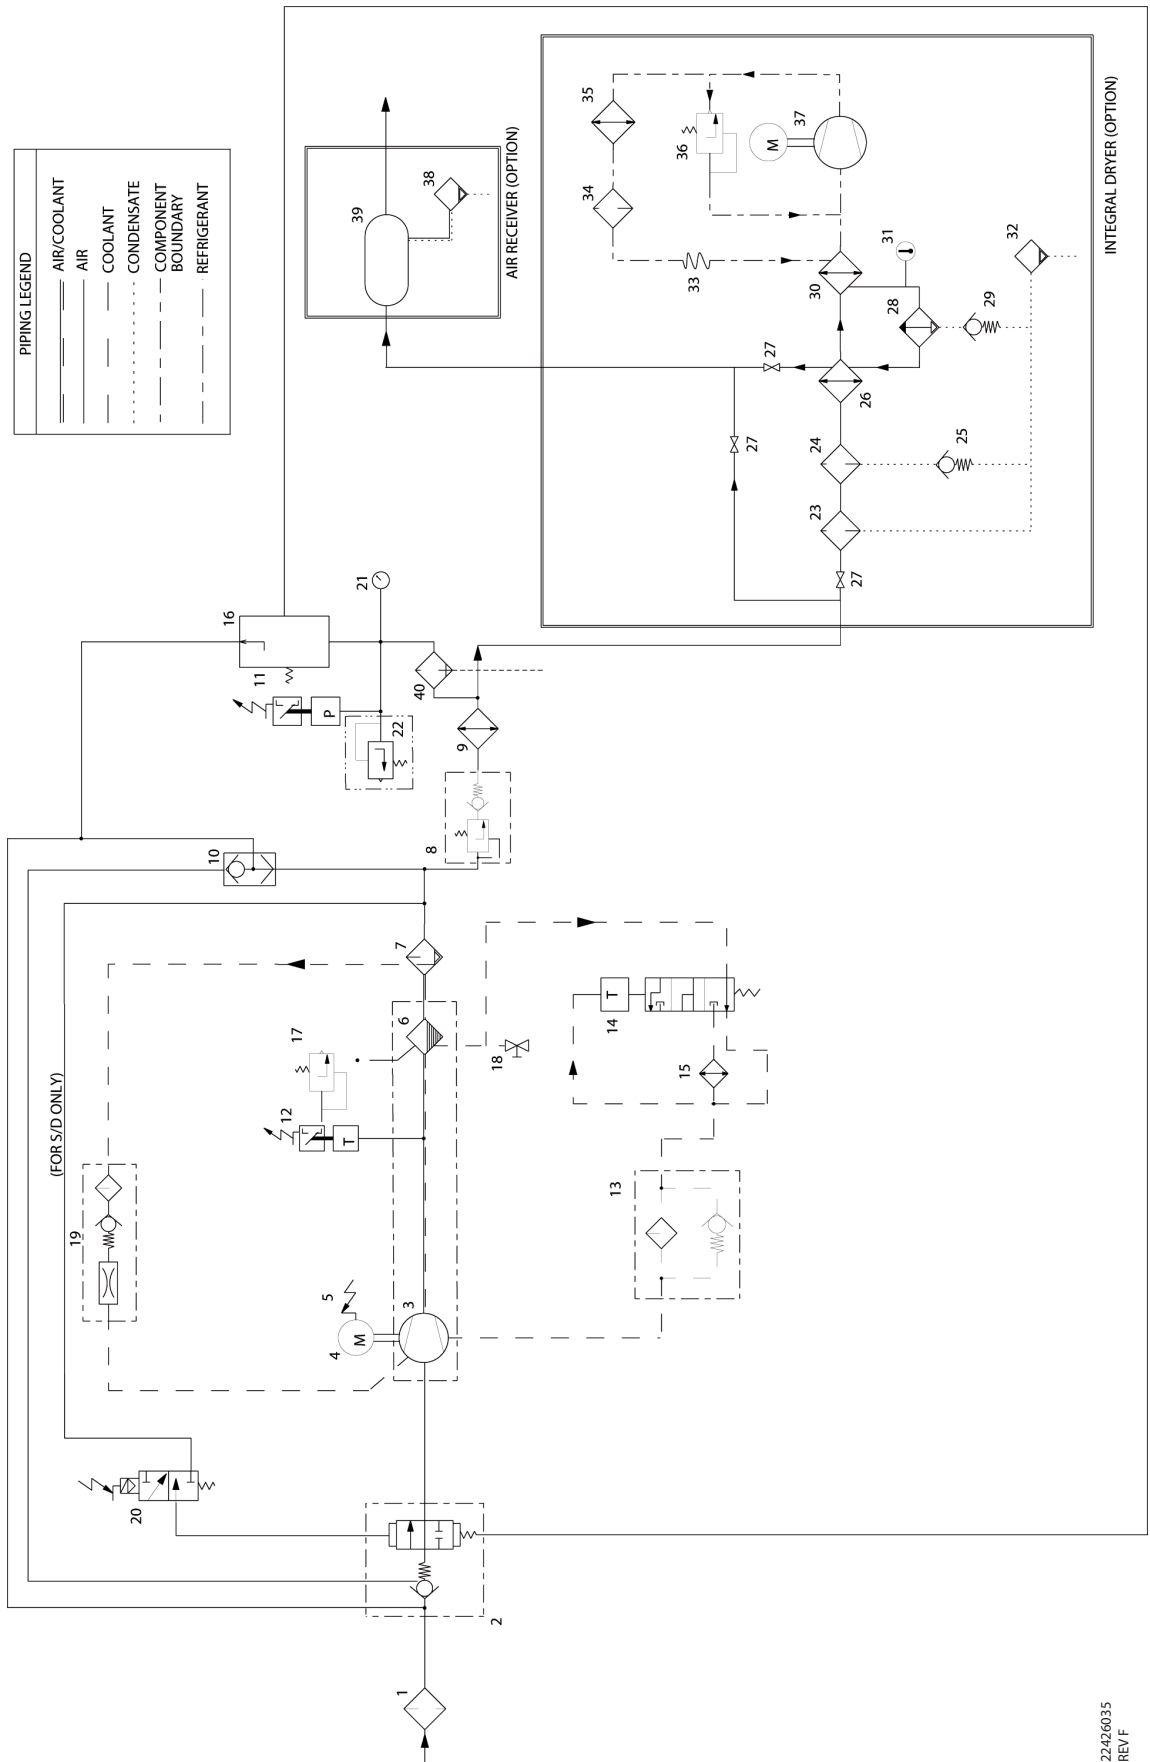 PIPING LEGEND
AIR/COOLANT
AIR
COOLANT
CONDENSATE
COMPONENT
BOUNDARY
REFRIGERANT
AIR RECEIVER (OPTION)
39
38
INTEGRAL DRYER (OPTION)
35
36
M
37
34
33
31
30
32
28
29
27
26
27
24
25
23
27
21
16
11
P
22
40
9
8
10
(FOR S/D ONLY)
7
6
17
18
T
14
15
12
T
13
19
5
3
M
4
20
2
1
22426035
REV F